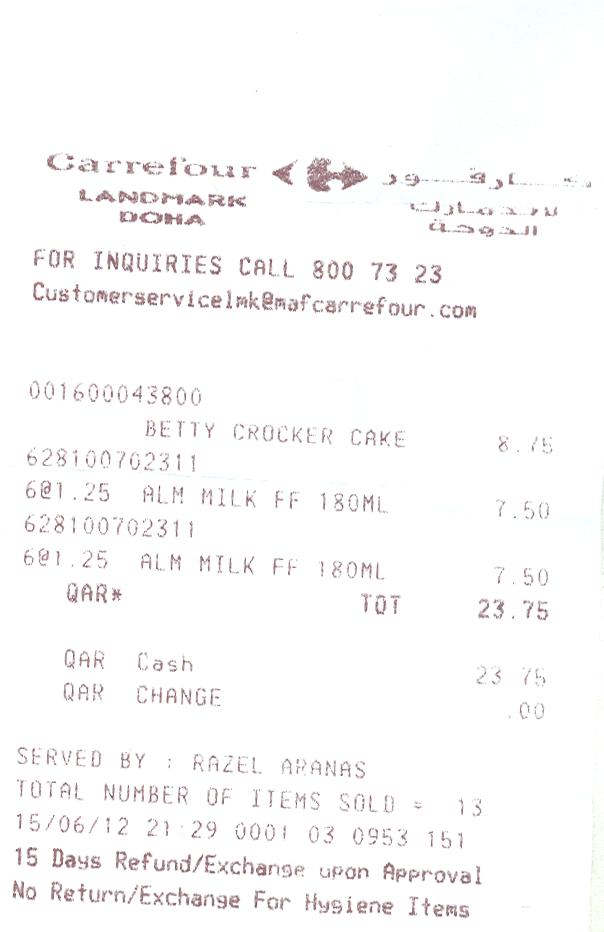 Carrefour كارفور
LANDMARK لاندمارك
DOHA الدوحة
FOR INQUIRIES CALL 800 73 23
Customerservicelmk@mafcarrefour.com
001600043800
BETTY CROCKER CAKE 8.75
628100702311
6@1.25 ALM MILK FF 180ML 7.50
628100702311
6@1.25 ALM MILK FF 180ML 7.50
QAR* TOT 23.75
QAR Cash 23 75
QAR CHANGE .00
SERVED BY : RAZEL ARANAS
TOTAL NUMBER OF ITEMS SOLD = 13
15/06/12 21:29 0001 03 0953 151
15 Days Refund/Exchange upon Approval
No Return/Exchange For Hygiene Items